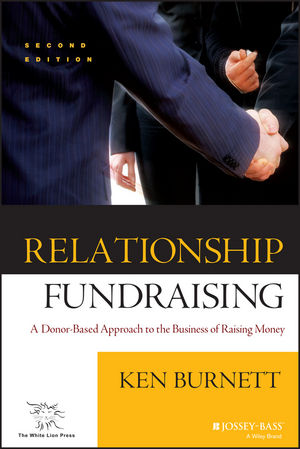 SECOND
EDITION
RELATIONSHIP
FUNDRAISING
A Donor-Based Approach to the Business of Raising Money
KEN BURNETT
The White Lion Press
JOSSEY-BASS™
A Wiley Brand